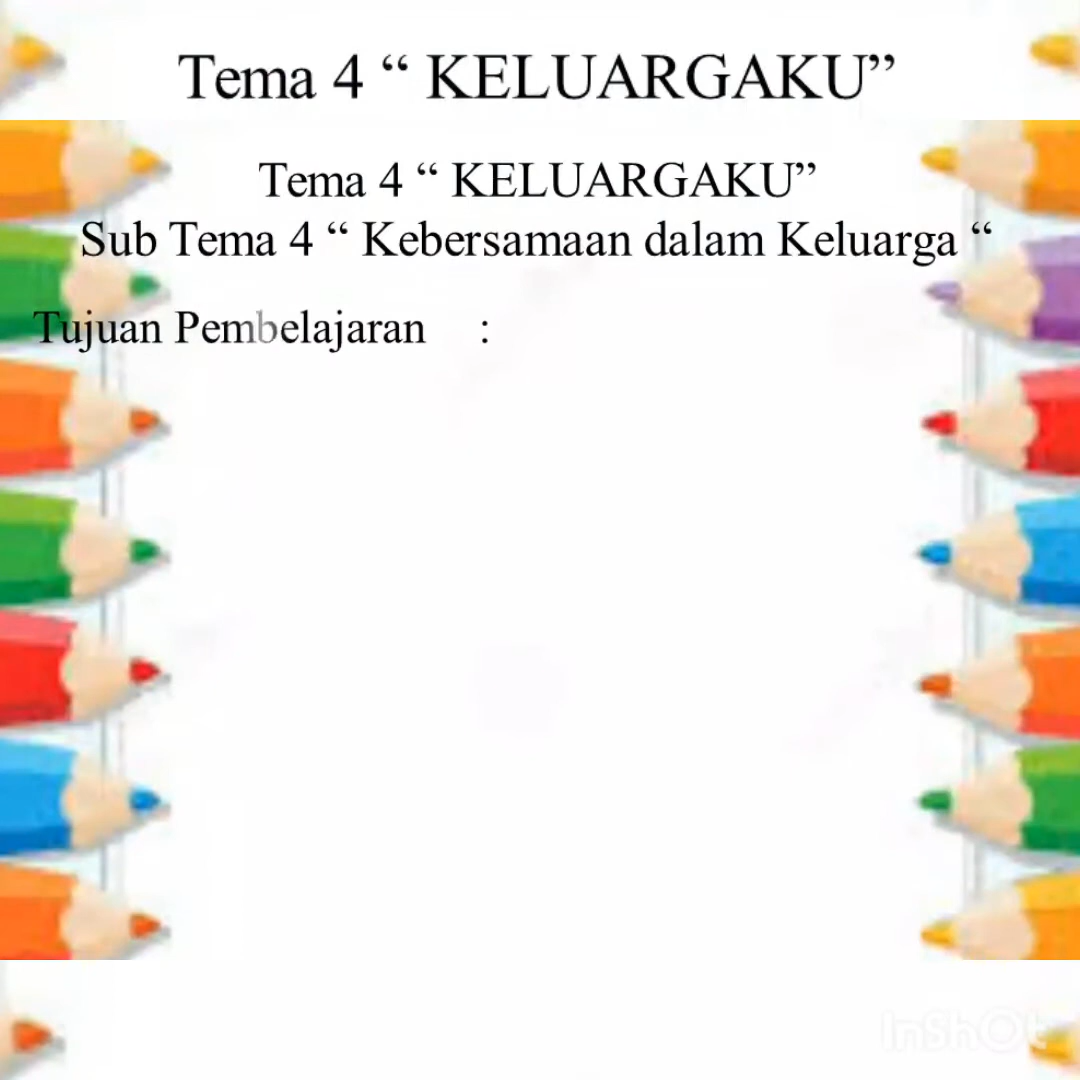 Tema 4 “ KELUARGAKU”
Tema 4 “ KELUARGAKU”
Sub Tema 4 “ Kebersamaan dalam Keluarga “
Tujuan Pembelajaran :
InShOt